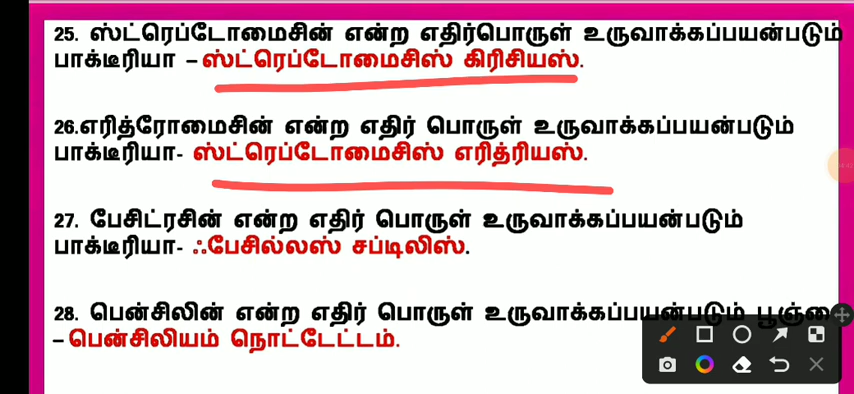 25. ஸ்ட்ரெப்டோமைசின் என்ற எதிர்பொருள் உருவாக்கப்பயன்படும்
பாக்டீரியா – ஸ்ட்ரெப்டோமைசிஸ் கிரிசியஸ்.
26.எரித்ரோமைசின் என்ற எதிர் பொருள் உருவாக்கப்பயன்படும்
பாக்டீரியா- ஸ்ட்ரெப்டோமைசிஸ் எரித்ரியஸ்.
27. பேசிட்ரசின் என்ற எதிர் பொருள் உருவாக்கப்பயன்படும்
பாக்டீரியா- ஃபேசில்லஸ் சப்டிலிஸ்.
28. பென்சிலின் என்ற எதிர் பொருள் உருவாக்கப்பயன்படும் பூஞ்சை
– பென்சிலியம் நொட்டேட்டம்.